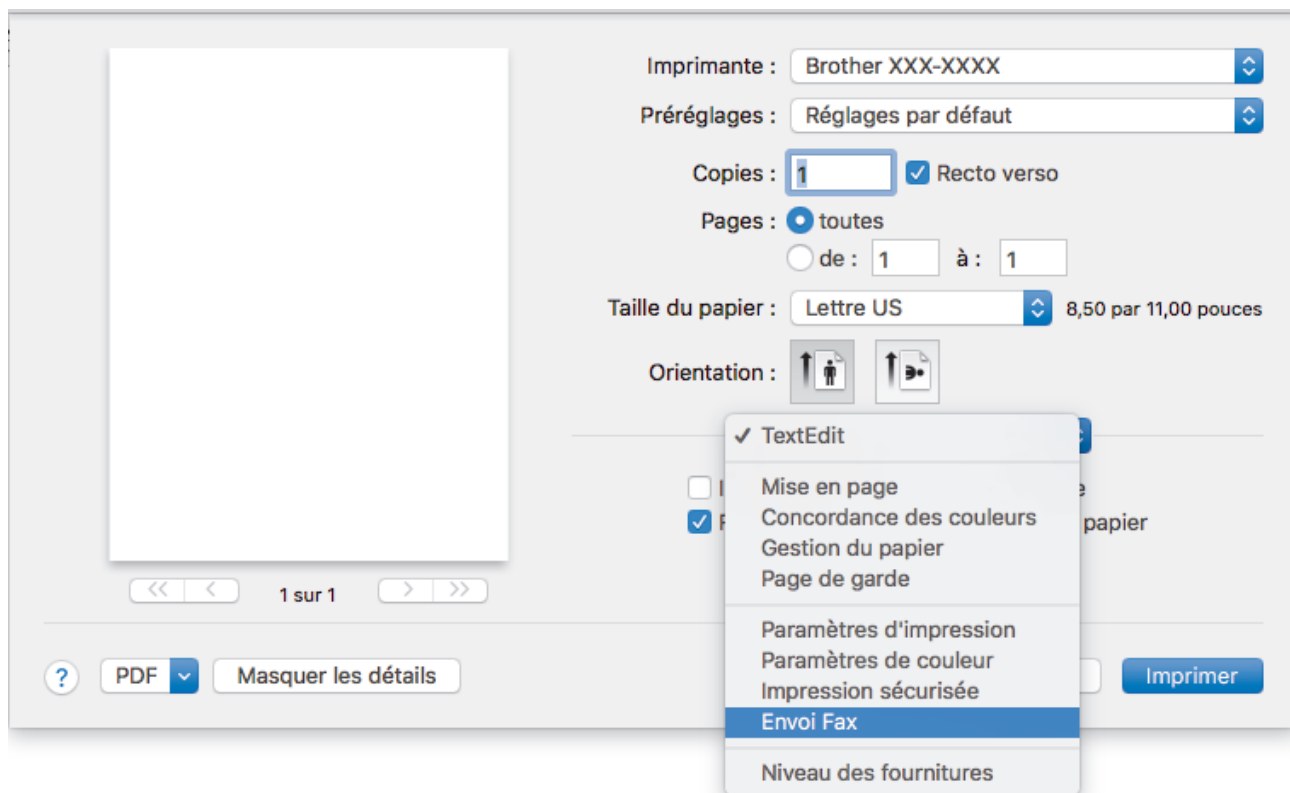 Imprimante : Brother XXX-XXXX
Préréglages : Réglages par défaut
Copies : 1 Recto verso
Pages : toutes
de : 1 à : 1
Taille du papier : Lettre US 8,50 par 11,00 pouces
Orientation :
TextEdit
Mise en page
Concordance des couleurs
papier
Gestion du papier
Page de garde
1 sur 1
Paramètres d'impression
Paramètres de couleur
Impression sécurisée
Envoi Fax
Niveau des fournitures
? PDF Masquer les détails Imprimer